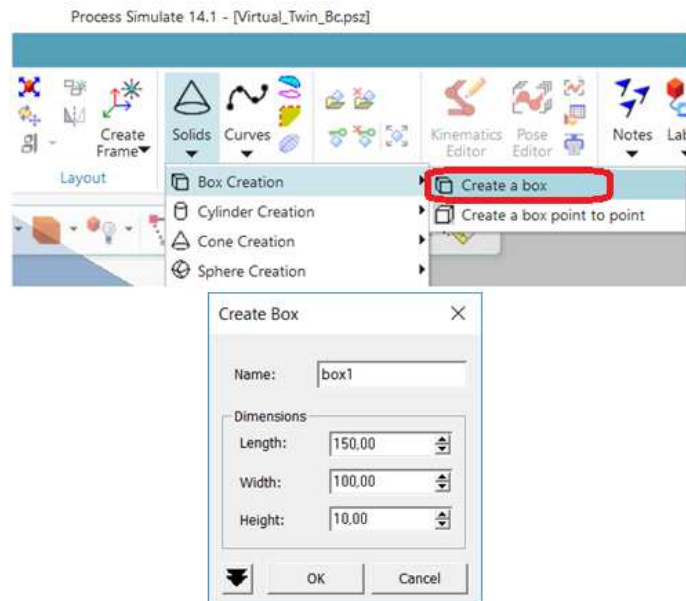 Process Simulate 14.1 - [Virtual_Twin_Bc.psz]
Create
Frame
Solids
Curves
Kinematics
Editor
Pose
Editor
Notes
Lab
Layout
Box Creation
Cylinder Creation
Cone Creation
Sphere Creation
Create a box
Create a box point to point
Create Box
Name: box1
Dimensions
Length: 150,00
Width: 100,00
Height: 10,00
OK Cancel